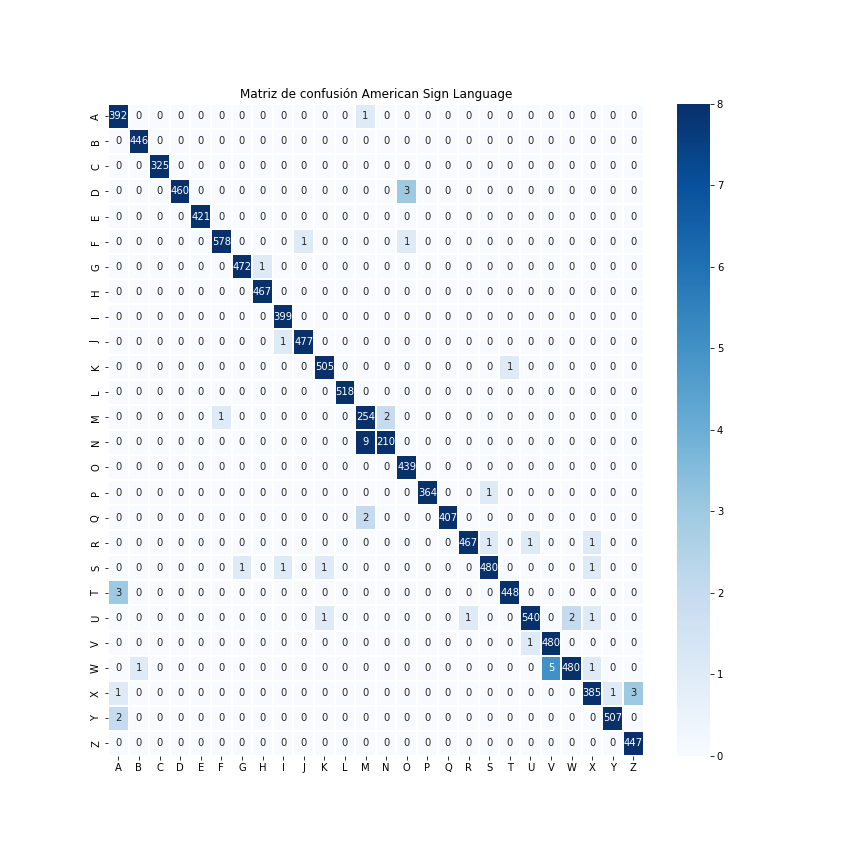 Matriz de confusión American Sign Language
A 392 0 0 0 0 0 0 0 0 0 0 0 1 0 0 0 0 0 0 0 0 0 0 0 0 0 8
B 0 446 0 0 0 0 0 0 0 0 0 0 0 0 0 0 0 0 0 0 0 0 0 0 0 0
C 0 0 325 0 0 0 0 0 0 0 0 0 0 0 0 0 0 0 0 0 0 0 0 0 0 0
D 0 0 0 460 0 0 0 0 0 0 0 0 0 0 3 0 0 0 0 0 0 0 0 0 0 0
E 0 0 0 0 421 0 0 0 0 0 0 0 0 0 0 0 0 0 0 0 0 0 0 0 0 0 7
F 0 0 0 0 0 578 0 0 0 1 0 0 0 0 1 0 0 0 0 0 0 0 0 0 0 0
G 0 0 0 0 0 0 472 1 0 0 0 0 0 0 0 0 0 0 0 0 0 0 0 0 0 0 6
H 0 0 0 0 0 0 0 467 0 0 0 0 0 0 0 0 0 0 0 0 0 0 0 0 0 0
I 0 0 0 0 0 0 0 0 399 0 0 0 0 0 0 0 0 0 0 0 0 0 0 0 0 0
J 0 0 0 0 0 0 0 0 1 477 0 0 0 0 0 0 0 0 0 0 0 0 0 0 0 0 5
K 0 0 0 0 0 0 0 0 0 0 505 0 0 0 0 0 0 0 0 1 0 0 0 0 0 0
L 0 0 0 0 0 0 0 0 0 0 0 518 0 0 0 0 0 0 0 0 0 0 0 0 0 0
M 0 0 0 0 0 1 0 0 0 0 0 0 254 2 0 0 0 0 0 0 0 0 0 0 0 0 4
N 0 0 0 0 0 0 0 0 0 0 0 0 9 210 0 0 0 0 0 0 0 0 0 0 0 0
O 0 0 0 0 0 0 0 0 0 0 0 0 0 0 439 0 0 0 0 0 0 0 0 0 0 0
P 0 0 0 0 0 0 0 0 0 0 0 0 0 0 0 364 0 0 1 0 0 0 0 0 0 0
Q 0 0 0 0 0 0 0 0 0 0 0 0 2 0 0 0 407 0 0 0 0 0 0 0 0 0 3
R 0 0 0 0 0 0 0 0 0 0 0 0 0 0 0 0 0 467 1 0 1 0 0 1 0 0
S 0 0 0 0 0 0 1 0 1 0 1 0 0 0 0 0 0 0 480 0 0 0 0 1 0 0
T 3 0 0 0 0 0 0 0 0 0 0 0 0 0 0 0 0 0 0 448 0 0 0 0 0 0 2
U 0 0 0 0 0 0 0 0 0 0 1 0 0 0 0 0 0 1 0 0 540 0 2 1 0 0
V 0 0 0 0 0 0 0 0 0 0 0 0 0 0 0 0 0 0 0 0 1 480 0 0 0 0
W 0 1 0 0 0 0 0 0 0 0 0 0 0 0 0 0 0 0 0 0 0 5 480 1 0 0 1
X 1 0 0 0 0 0 0 0 0 0 0 0 0 0 0 0 0 0 0 0 0 0 0 385 1 3
Y 2 0 0 0 0 0 0 0 0 0 0 0 0 0 0 0 0 0 0 0 0 0 0 0 507 0
Z 0 0 0 0 0 0 0 0 0 0 0 0 0 0 0 0 0 0 0 0 0 0 0 0 0 447 0
A B C D E F G H I J K L M N O P Q R S T U V W X Y Z